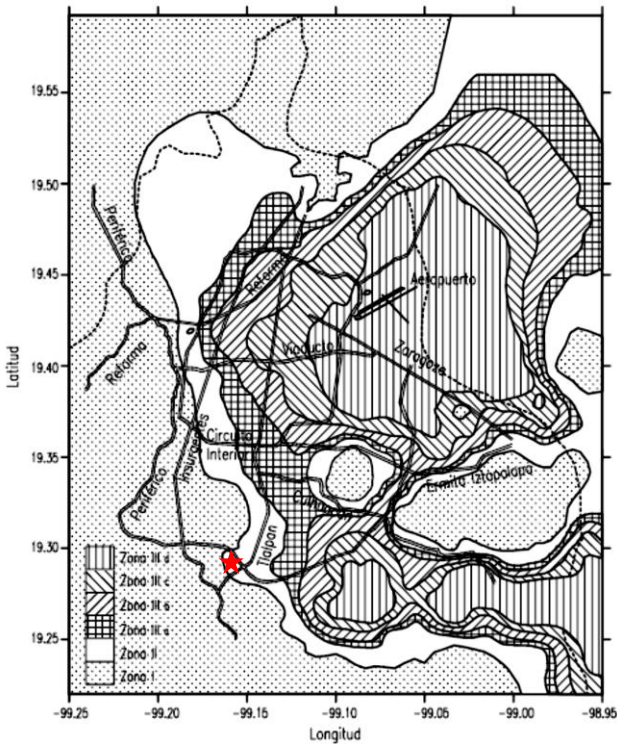 19.55
19.50
19.45
19.40
19.35
19.30
19.25
Latitud
Periférico
Reforma
Aeropuerto
Reforma
Viaducto
Zaragoza
Insurgentes
Circuito
Interior
Periférico
Culhuacán
Ermita Iztapalapa
Tlalpan
Zona III d
Zona III c
Zona III b
Zona III a
Zona II
Zona I
-99.25 -99.20 -99.15 -99.10 -99.05 -99.00 -98.95
Longitud